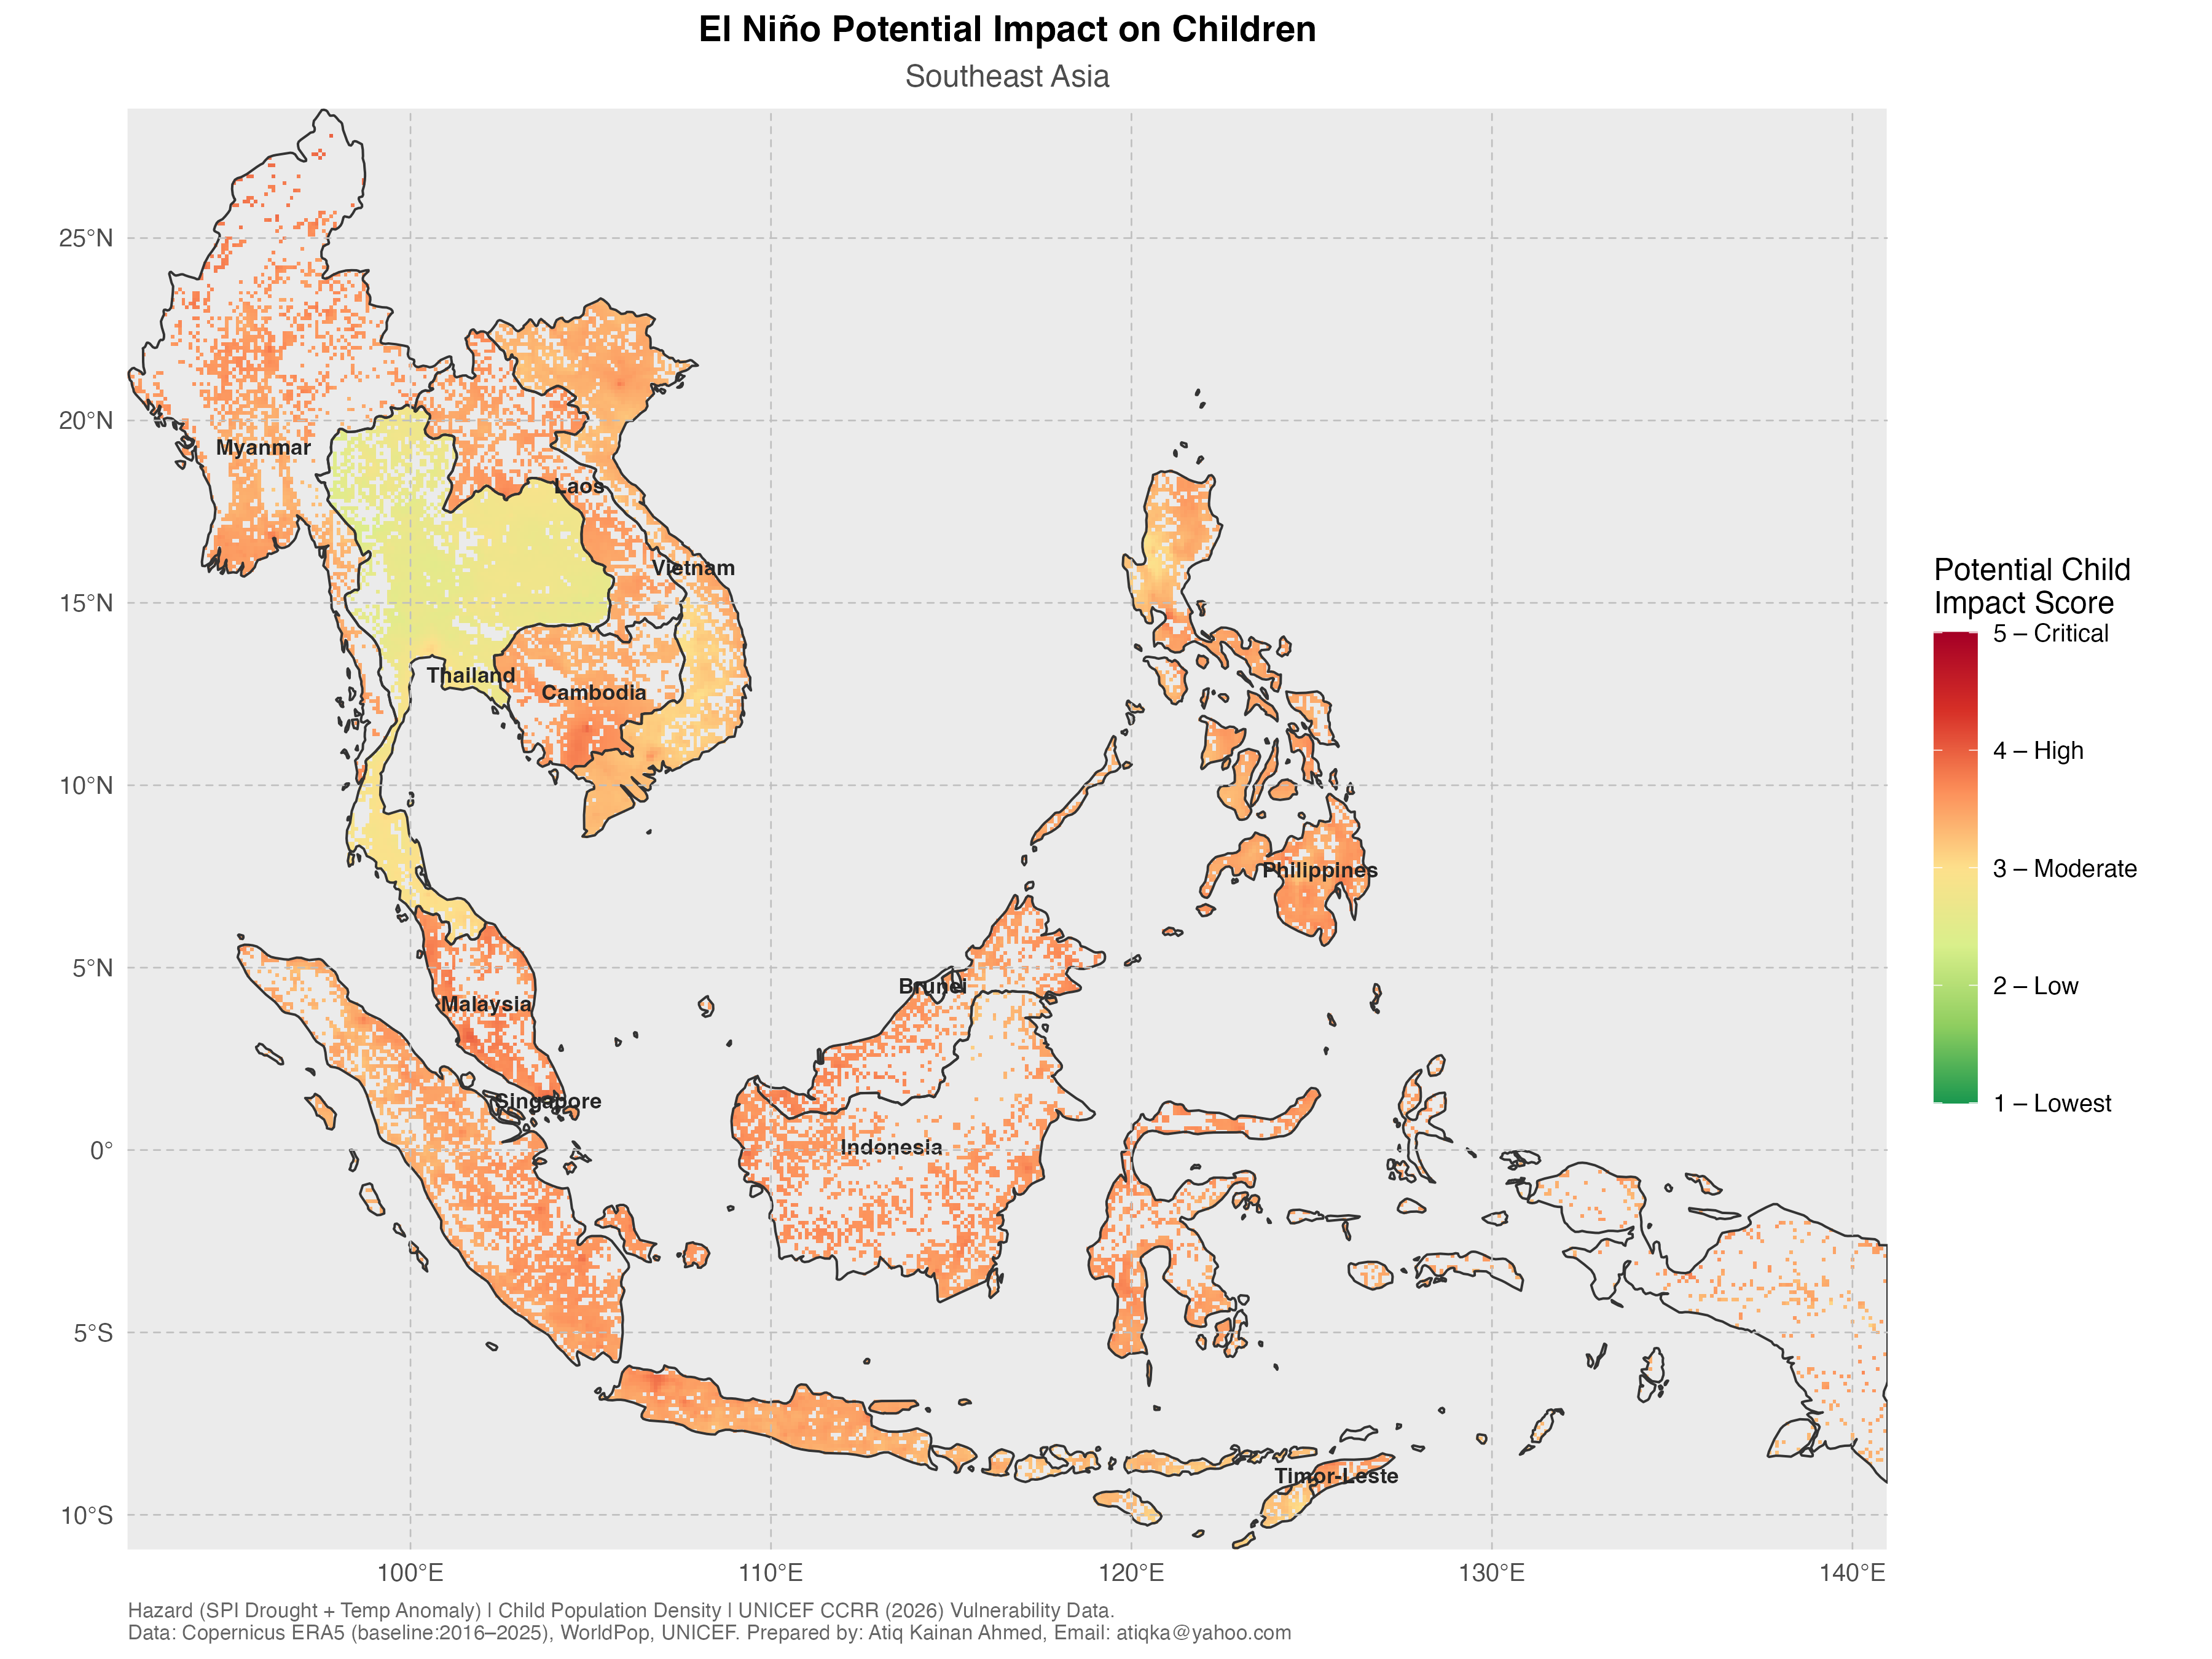 El Niño Potential Impact on Children
Southeast Asia
25°N
20°N
15°N
10°N
5°N
0°
5°S
10°S
100°E
110°E
120°E
130°E
140°E
Myanmar
Laos
Vietnam
Thailand
Cambodia
Philippines
Brunei
Malaysia
Singapore
Indonesia
Timor-Leste
Potential Child
Impact Score
5 – Critical
4 – High
3 – Moderate
2 – Low
1 – Lowest
Hazard (SPI Drought + Temp Anomaly) | Child Population Density | UNICEF CCRR (2026) Vulnerability Data.
Data: Copernicus ERA5 (baseline:2016–2025), WorldPop, UNICEF. Prepared by: Atiq Kainan Ahmed, Email: atiqka@yahoo.com